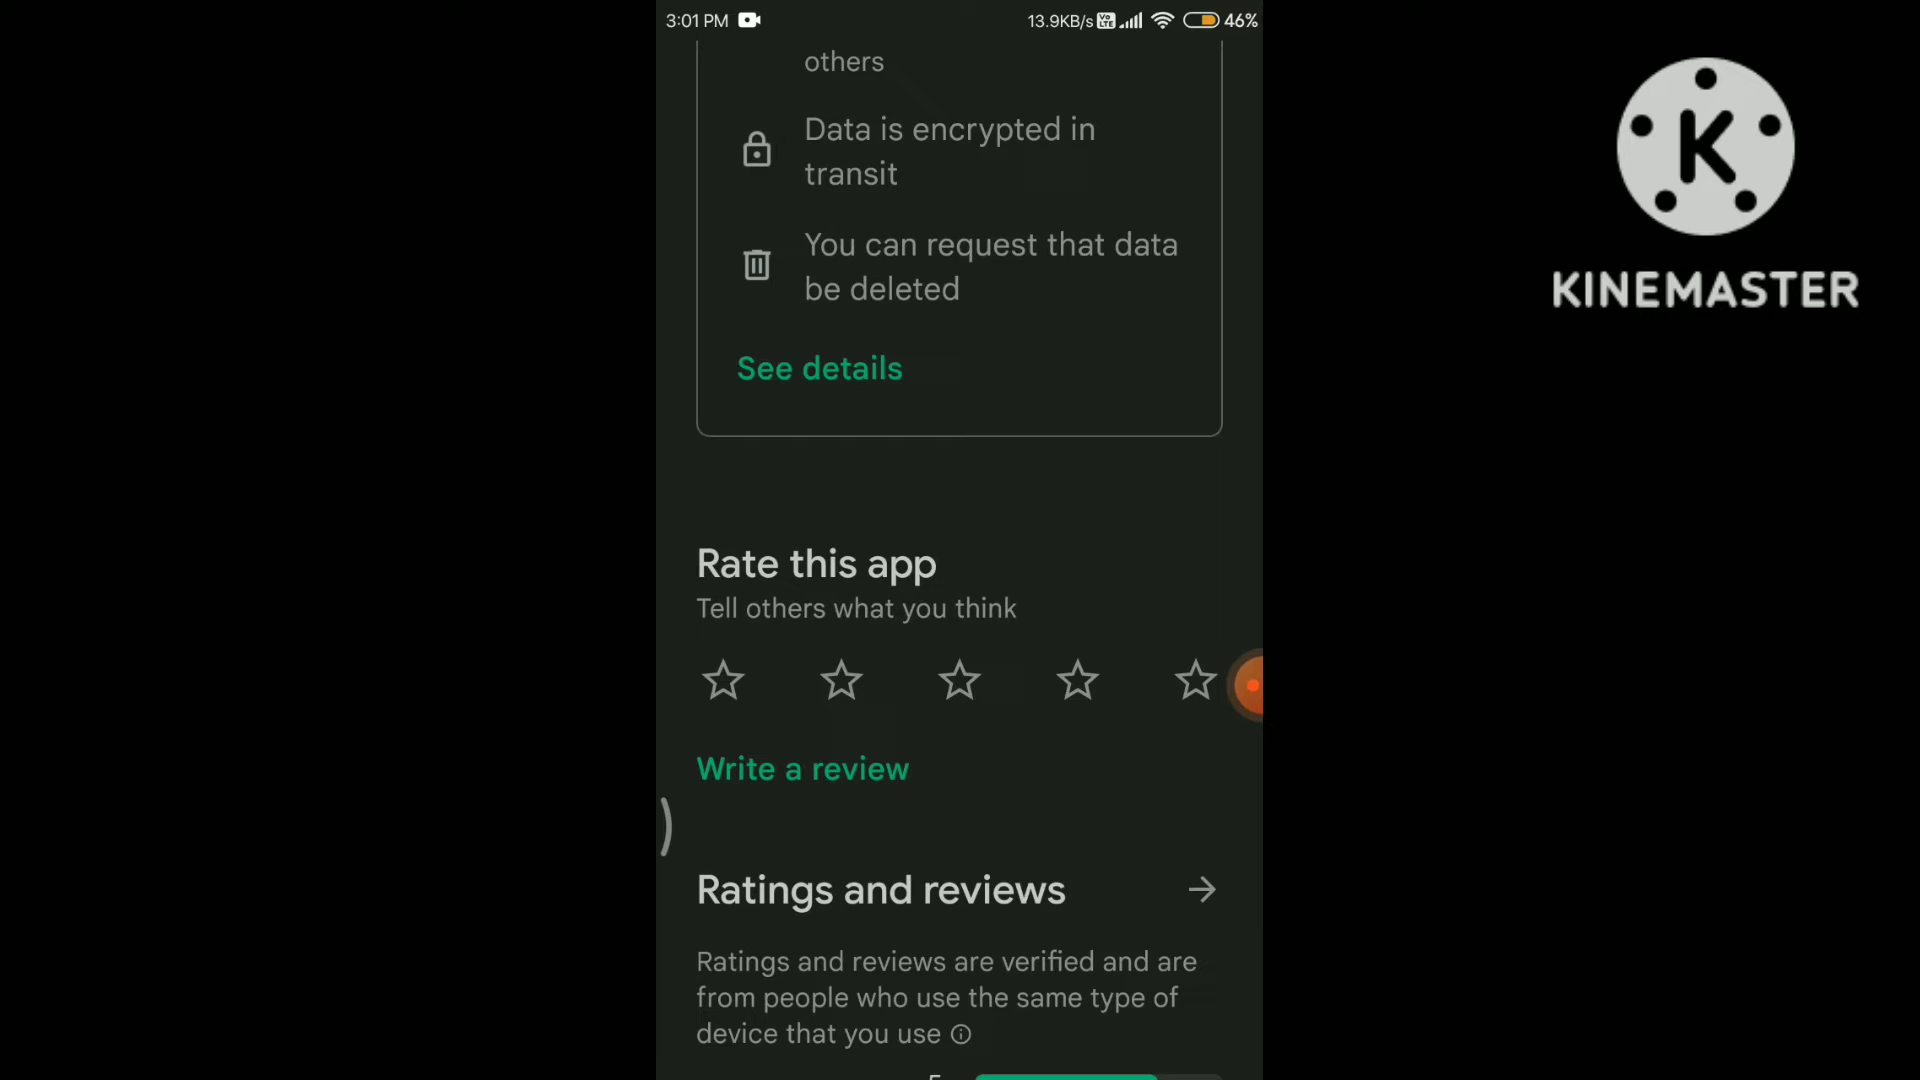 3:01 PM
13.9KB/s Vo LTE 46%
others
Data is encrypted in
transit
You can request that data
be deleted
See details
Rate this app
Tell others what you think
Write a review
Ratings and reviews
Ratings and reviews are verified and are
from people who use the same type of
device that you use
K
KINEMASTER